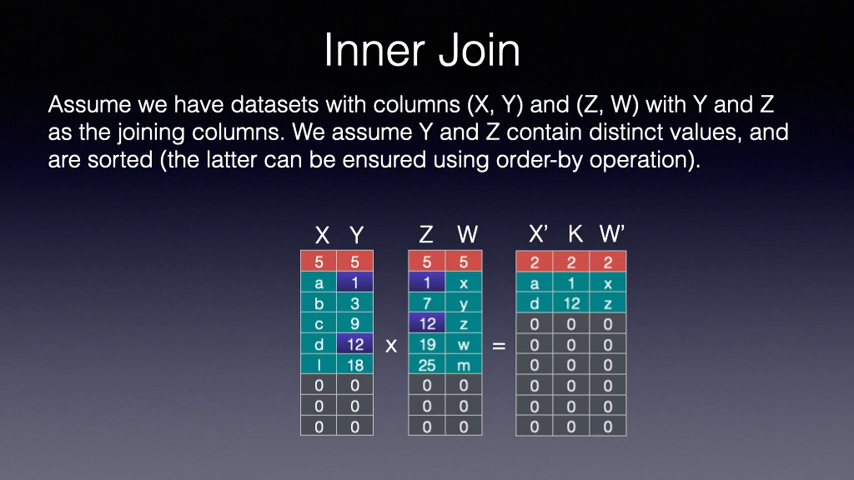 Inner Join
Assume we have datasets with columns (X, Y) and (Z, W) with Y and Z
as the joining columns. We assume Y and Z contain distinct values, and
are sorted (the latter can be ensured using order-by operation).
X Y Z W X' K W'
5 5 5 5 2 2 2
a 1 1 x a 1 x
b 3 7 y d 12 z
c 9 12 z 0 0 0
d 12 x 19 w = 0 0 0
l 18 25 m 0 0 0
0 0 0 0 0 0 0
0 0 0 0 0 0 0
0 0 0 0 0 0 0